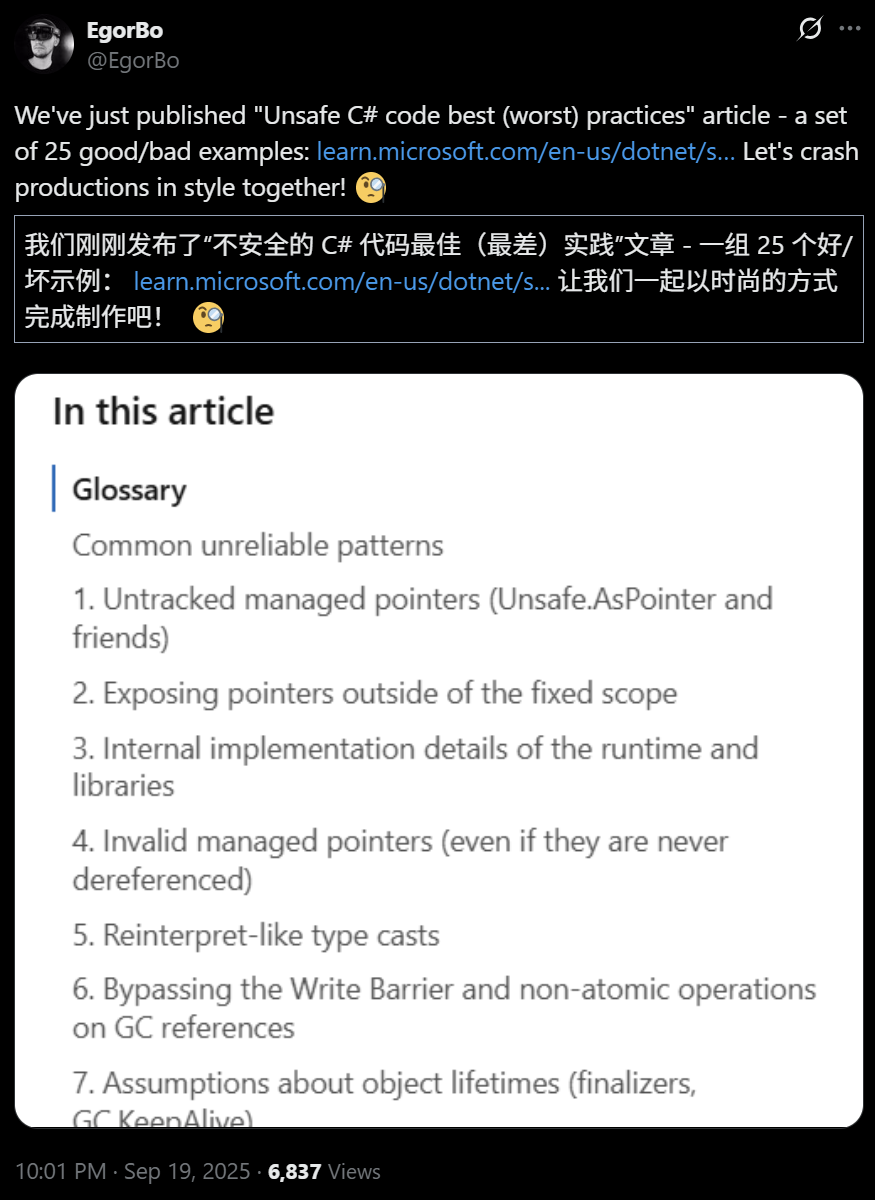 EgorBo
@EgorBo
We've just published "Unsafe C# code best (worst) practices" article - a set
of 25 good/bad examples: learn.microsoft.com/en-us/dotnet/s... Let's crash
productions in style together! 🧐
我们刚刚发布了“不安全的 C# 代码最佳（最差）实践”文章 - 一组 25 个好/
坏示例： learn.microsoft.com/en-us/dotnet/s... 让我们一起以时尚的方式
完成制作吧！ 🧐
In this article
Glossary
Common unreliable patterns
1. Untracked managed pointers (Unsafe.AsPointer and
friends)
2. Exposing pointers outside of the fixed scope
3. Internal implementation details of the runtime and
libraries
4. Invalid managed pointers (even if they are never
dereferenced)
5. Reinterpret-like type casts
6. Bypassing the Write Barrier and non-atomic operations
on GC references
7. Assumptions about object lifetimes (finalizers,
GC.KeepAlive)
10:01 PM · Sep 19, 2025 · 6,837 Views